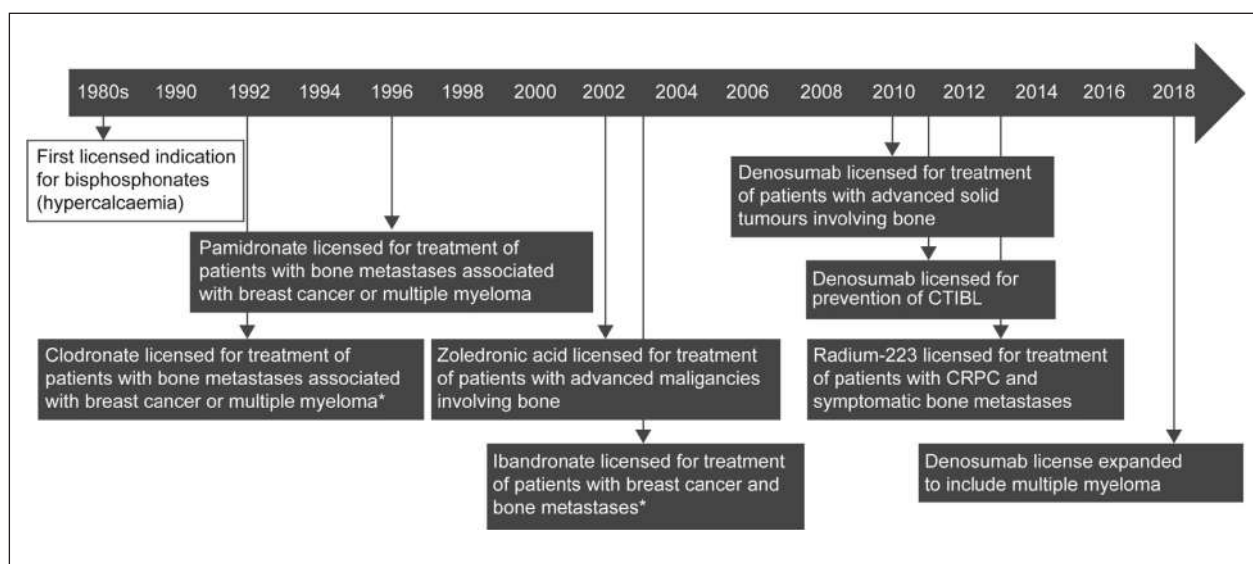 1980s 1990 1992 1994 1996 1998 2000 2002 2004 2006 2008 2010 2012 2014 2016 2018
First licensed indication
for bisphosphonates
(hypercalcaemia)
Denosumab licensed for treatment
of patients with advanced solid
tumours involving bone
Pamidronate licensed for treatment of
patients with bone metastases associated
with breast cancer or multiple myeloma
Denosumab licensed for
prevention of CTIBL
Clodronate licensed for treatment of
patients with bone metastases associated
with breast cancer or multiple myeloma*
Zoledronic acid licensed for treatment
of patients with advanced maligancies
involving bone
Radium-223 licensed for treatment
of patients with CRPC and
symptomatic bone metastases
Ibandronate licensed for treatment
of patients with breast cancer and
bone metastases*
Denosumab license expanded
to include multiple myeloma